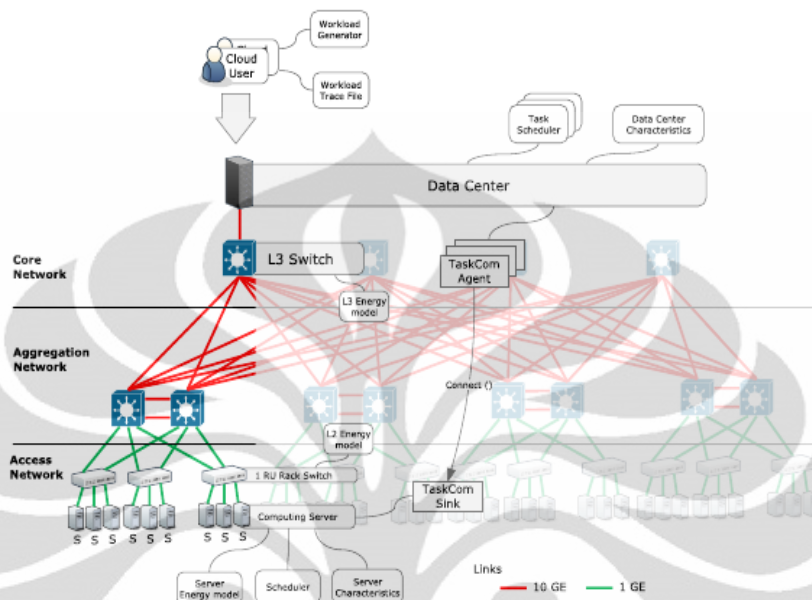 Workload
Generator
Cloud
User
Workload
Trace File
Task
Scheduler
Data Center
Characteristics
Data Center
Core
Network
L3 Switch
TaskCom
Agent
L3 Energy
model
Aggregation
Network
Connect ()
L2 Energy
model
Access
Network
1 RU Rack Switch
TaskCom
Sink
Computing Server
S S S S S S S S S
Server
Energy model
Scheduler
Server
Characteristics
Links
10 GE
1 GE